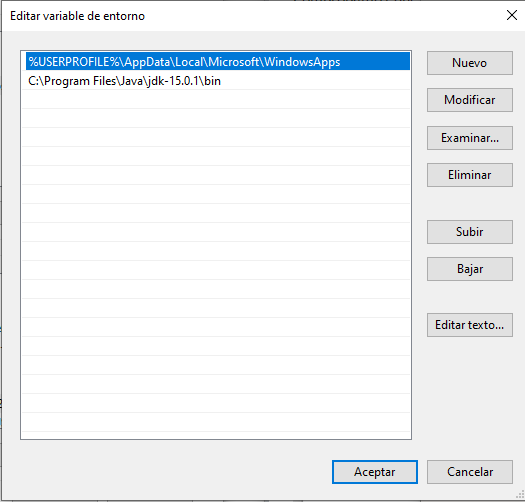 Editar variable de entorno
%USERPROFILE%\AppData\Local\Microsoft\WindowsApps
C:\Program Files\Java\jdk-15.0.1\bin
Nuevo
Modificar
Examinar...
Eliminar
Subir
Bajar
Editar texto...
Aceptar
Cancelar